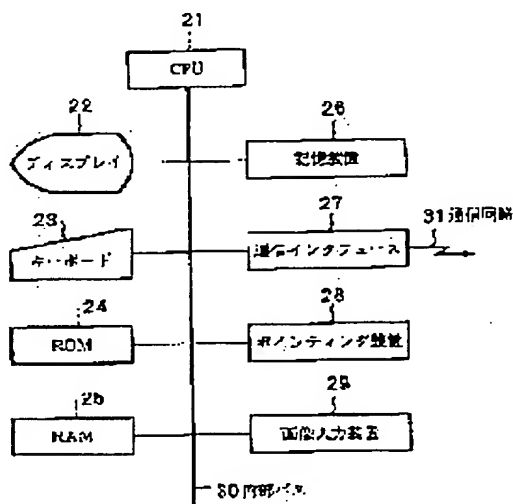 21
CPU
22
ディスプレイ
26
記憶装置
23
キーボード
27
通信インタフェース
31 通信回線
24
ROM
28
ポインティング装置
25
RAM
29
画像入力装置
30 内部バス